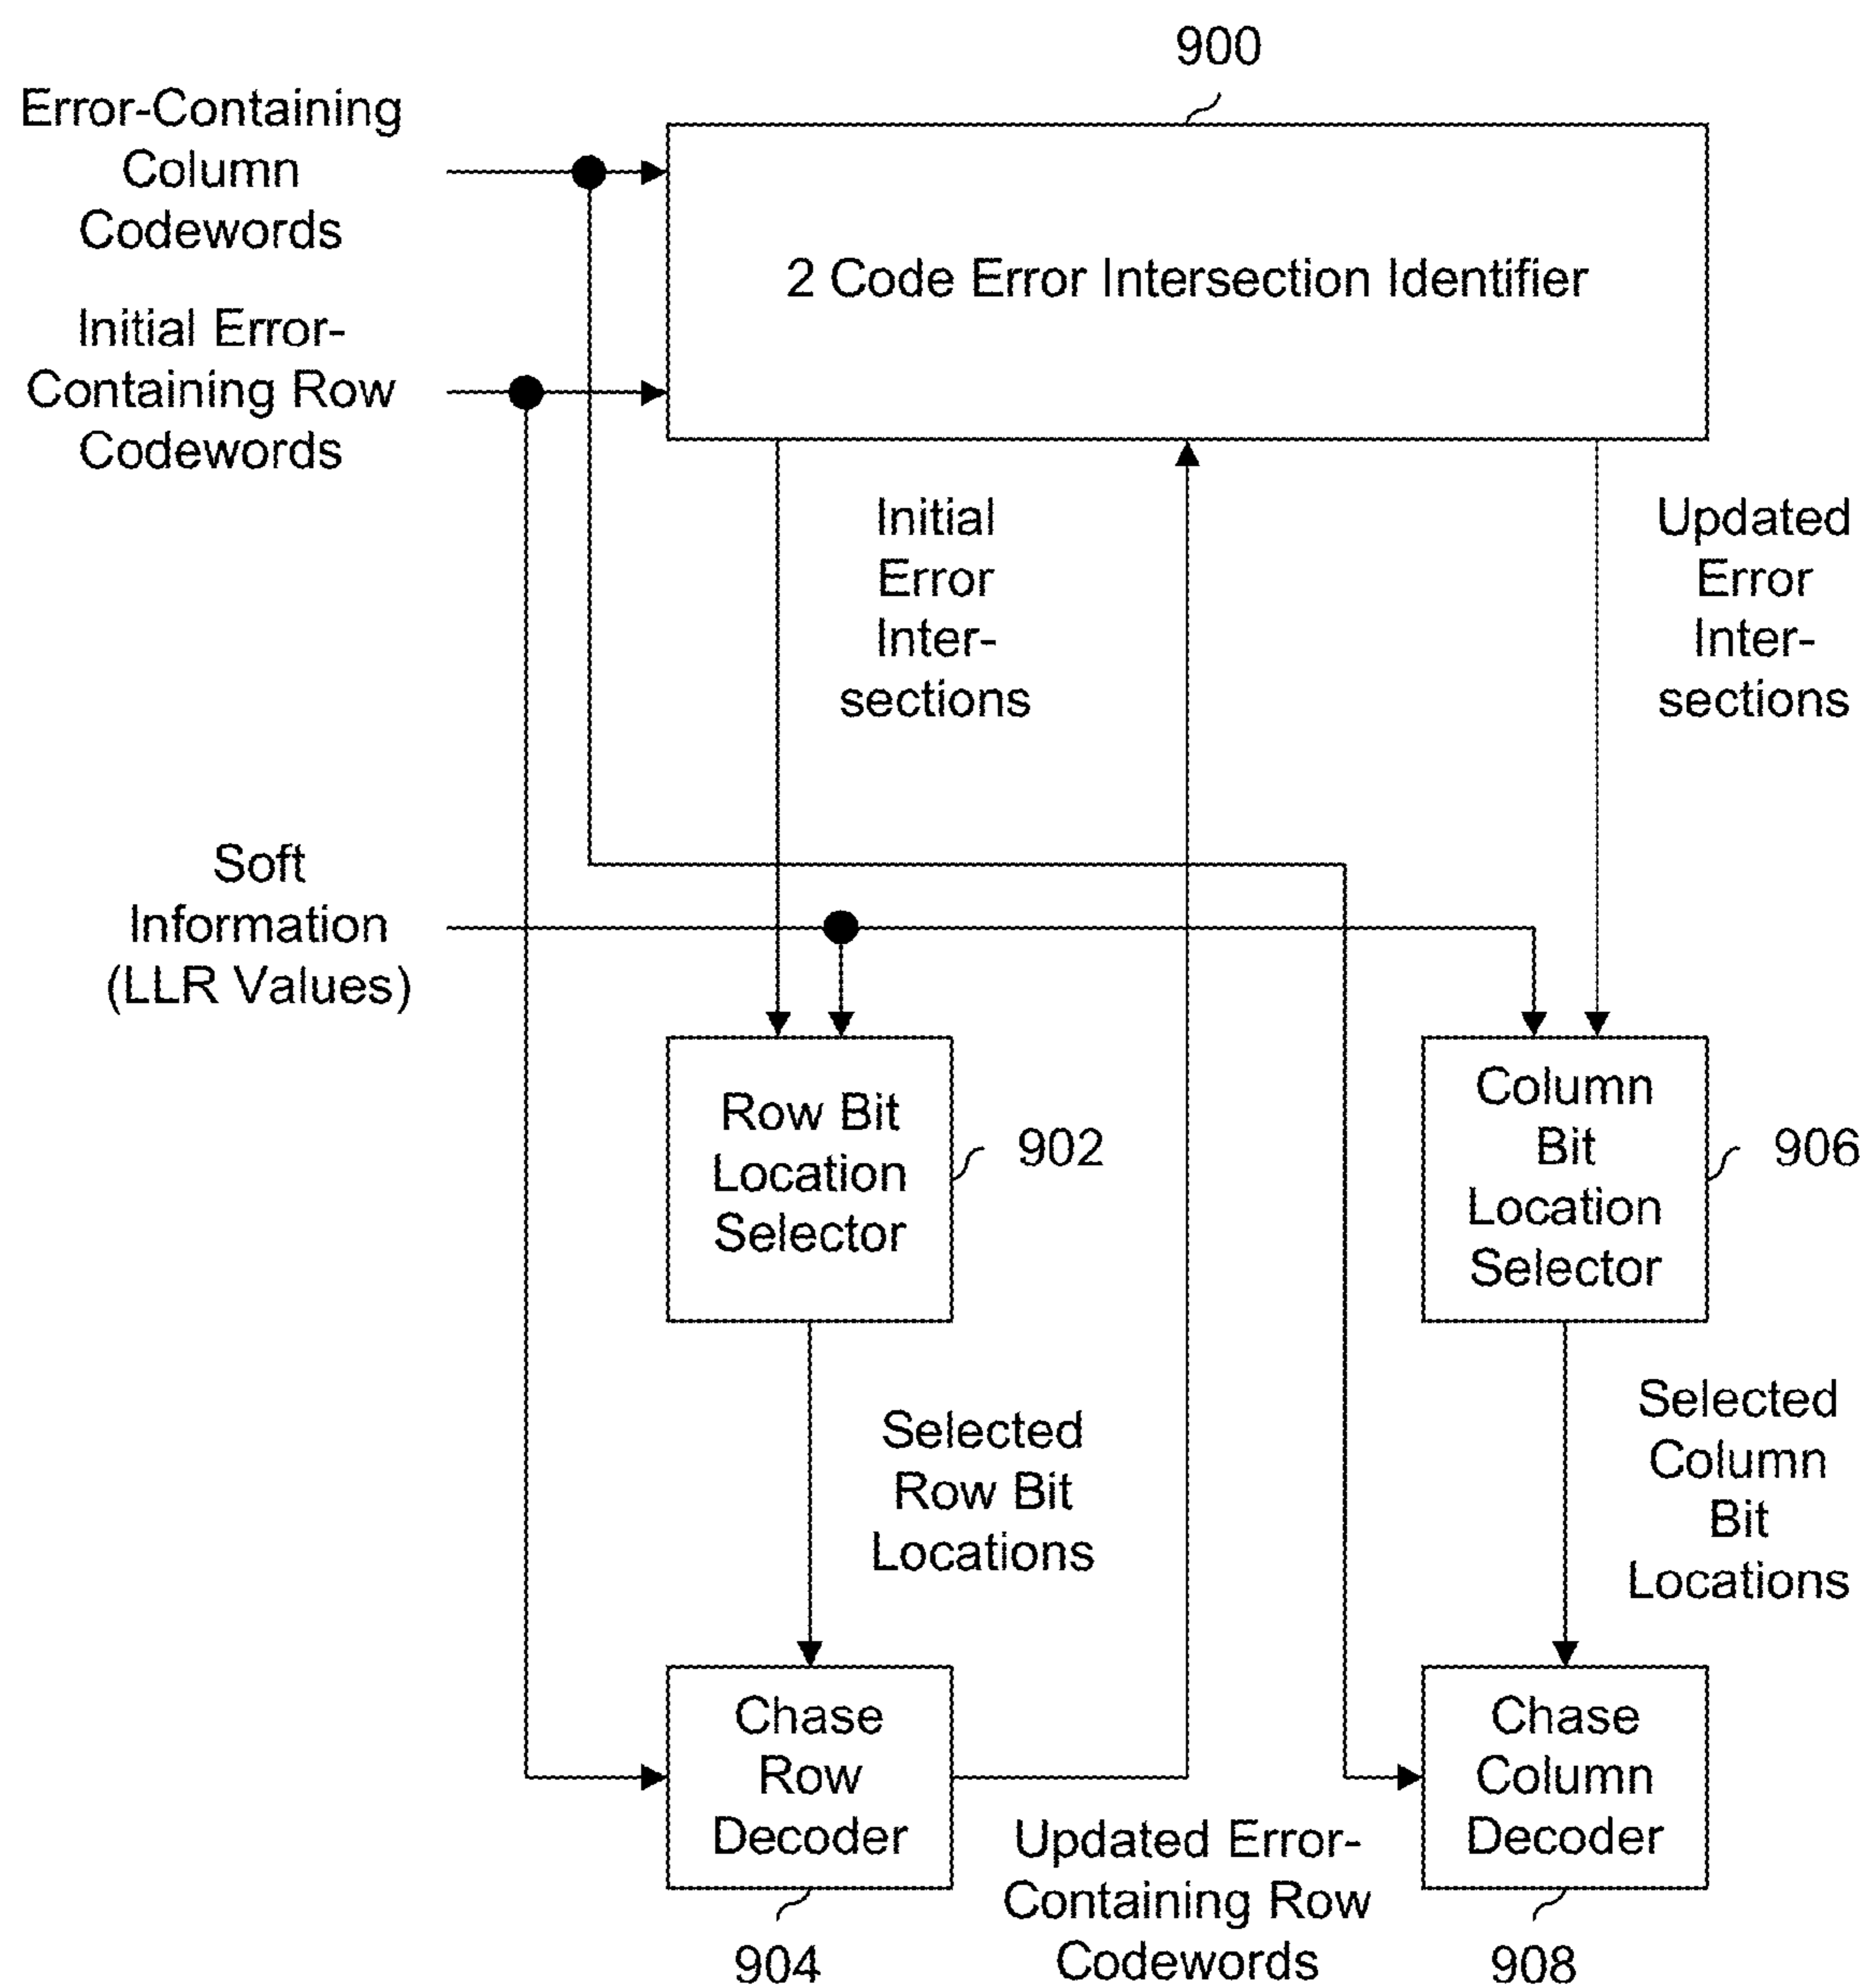 900
Error-Containing
Column
Codewords
2 Code Error Intersection Identifier
Initial Error-
Containing Row
Codewords
Initial
Error
Inter-
sections
Updated
Error
Inter-
sections
Soft
Information
(LLR Values)
Row Bit
Location
Selector
902
Column
Bit
Location
Selector
906
Selected
Row Bit
Locations
Selected
Column
Bit
Locations
Chase
Row
Decoder
904
Updated Error-
Containing Row
Codewords
Chase
Column
Decoder
908